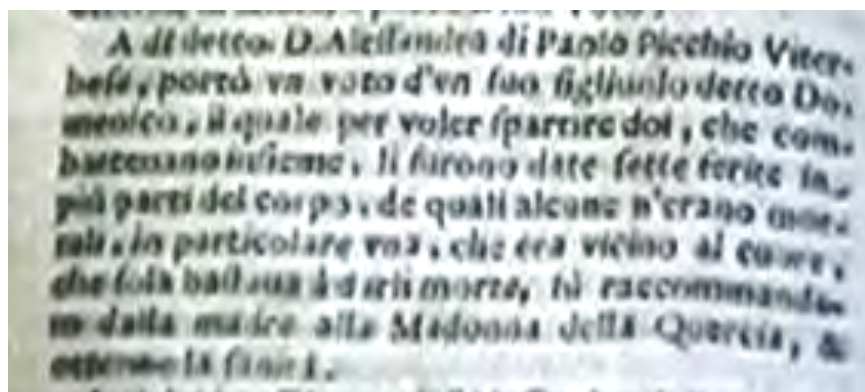 A dì detto. D. Alessandra di Paolo Picchio Viter-
bese, portò vn voto d'vn suo figliuolo detto Do-
menico, il quale per voler spartire doi, che com-
batteuano insieme, li furono date sette ferite in
più parti del corpo, de quali alcune n'erano mor-
tali, in particolare vna, che era vicino al cuore,
che sola bastaua à darli morte, fù raccommanda-
to dalla madre alla Madonna della Quercia, &
ottenne la sanità.